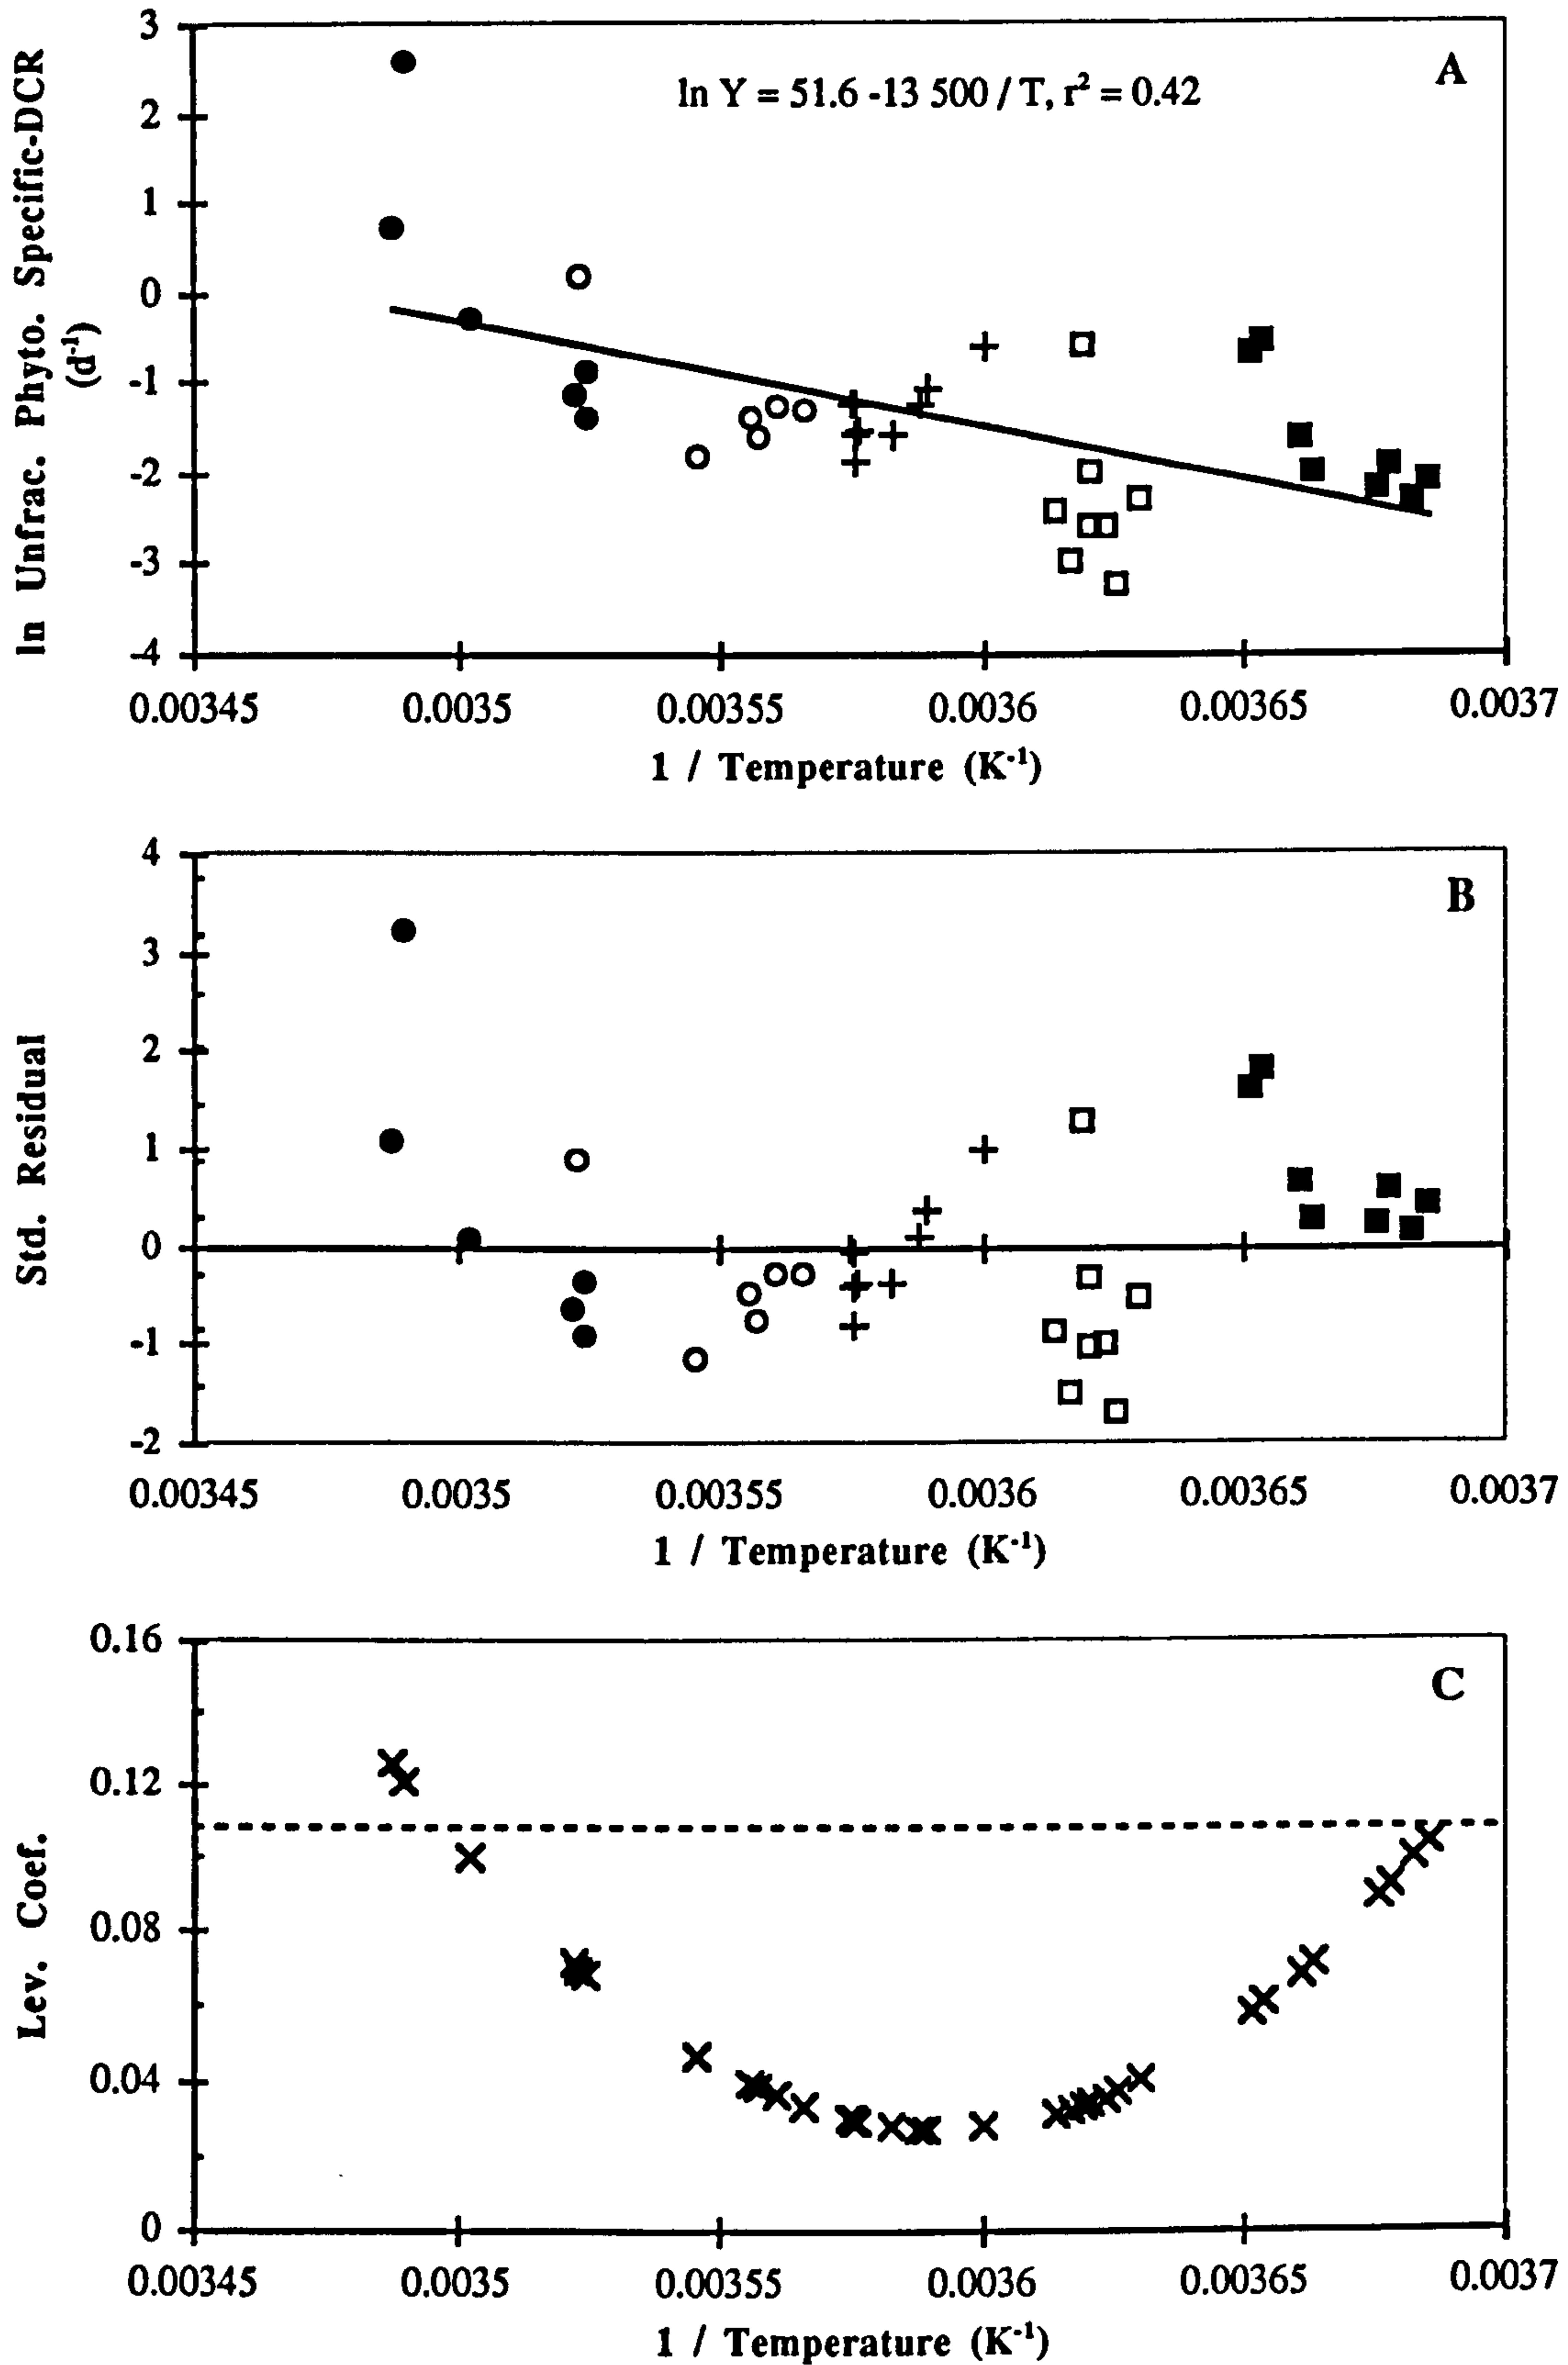 A
ln Y = 51.6 -13 500 / T, r² = 0.42
ln Unfrac. Phyto. Specific-DCR
(d⁻¹)
3
2
1
0
-1
-2
-3
-4
0.00345 0.0035 0.00355 0.0036 0.00365 0.0037
1 / Temperature (K⁻¹)
B
Std. Residual
4
3
2
1
0
-1
-2
0.00345 0.0035 0.00355 0.0036 0.00365 0.0037
1 / Temperature (K⁻¹)
C
Lev. Coef.
0.16
0.12
0.08
0.04
0
0.00345 0.0035 0.00355 0.0036 0.00365 0.0037
1 / Temperature (K⁻¹)